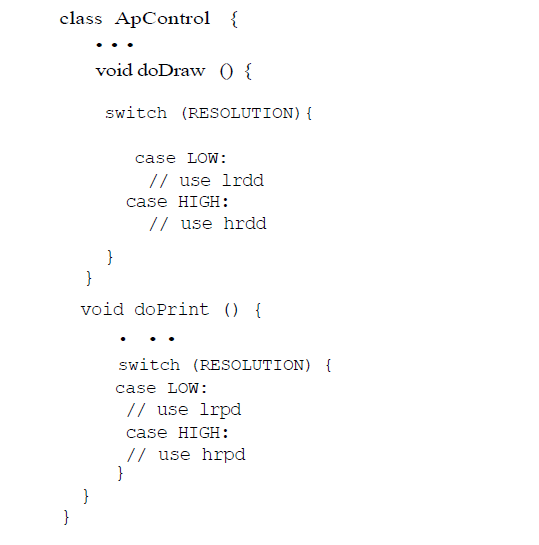 class ApControl {
• • •
void doDraw () {
switch (RESOLUTION){
case LOW:
// use lrdd
case HIGH:
// use hrdd
}
}
void doPrint () {
• • •
switch (RESOLUTION) {
case LOW:
// use lrpd
case HIGH:
// use hrpd
}
}
}